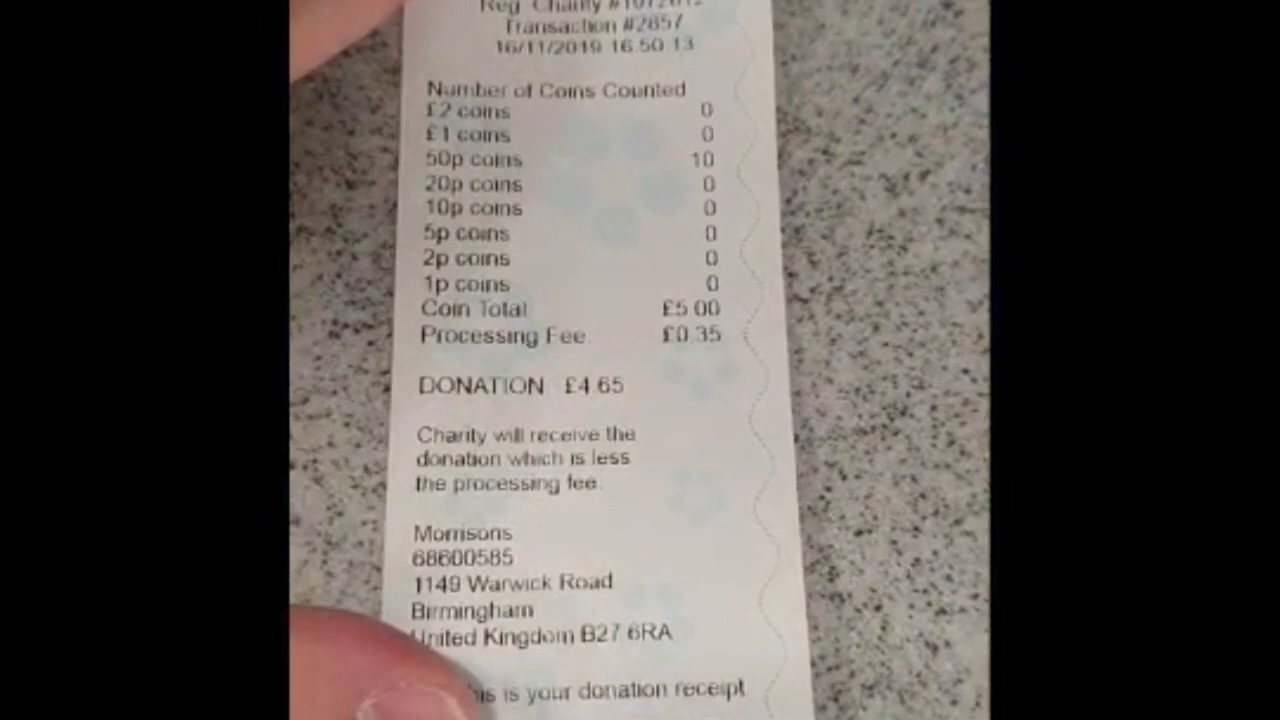 Reg Charity
Transaction #2857
16/11/2019 16 50 13
Number of Coins Counted
£2 coins 0
£1 coins 0
50p coins 10
20p coins 0
10p coins 0
5p coins 0
2p coins 0
1p coins 0
Coin Total £5 00
Processing Fee £0 35
DONATION £4 65
Charity will receive the
donation which is less
the processing fee
Morrisons
68600585
1149 Warwick Road
Birmingham
United Kingdom B27 6RA
is is your donation receipt